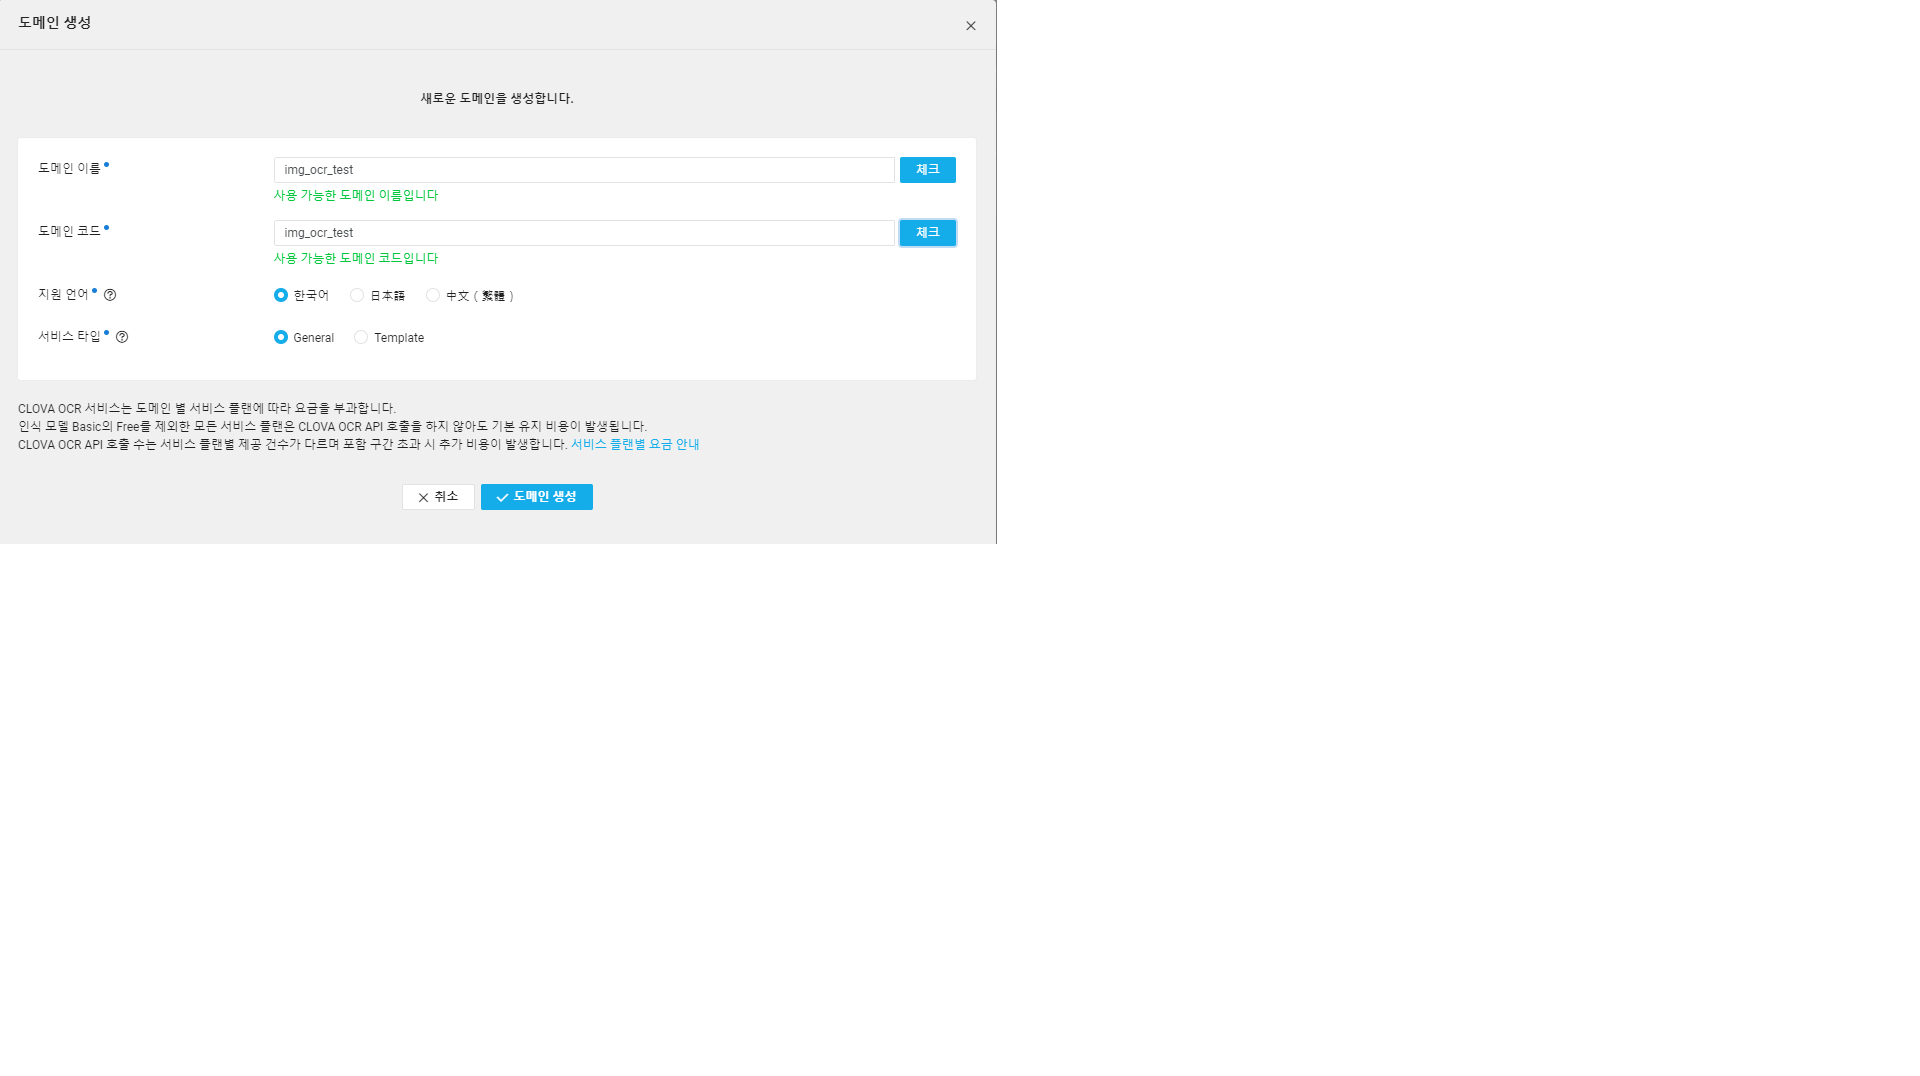 도메인 생성
새로운 도메인을 생성합니다.
도메인 이름
img_ocr_test
체크
사용 가능한 도메인 이름입니다
도메인 코드
img_ocr_test
체크
사용 가능한 도메인 코드입니다
지원 언어
한국어 日本語 中文 ( 繁體 )
서비스 타입
General Template
CLOVA OCR 서비스는 도메인 별 서비스 플랜에 따라 요금을 부과합니다.
인식 모델 Basic의 Free를 제외한 모든 서비스 플랜은 CLOVA OCR API 호출을 하지 않아도 기본 유지 비용이 발생됩니다.
CLOVA OCR API 호출 수는 서비스 플랜별 제공 건수가 다르며 포함 구간 초과 시 추가 비용이 발생합니다. 서비스 플랜별 요금 안내
취소 도메인 생성